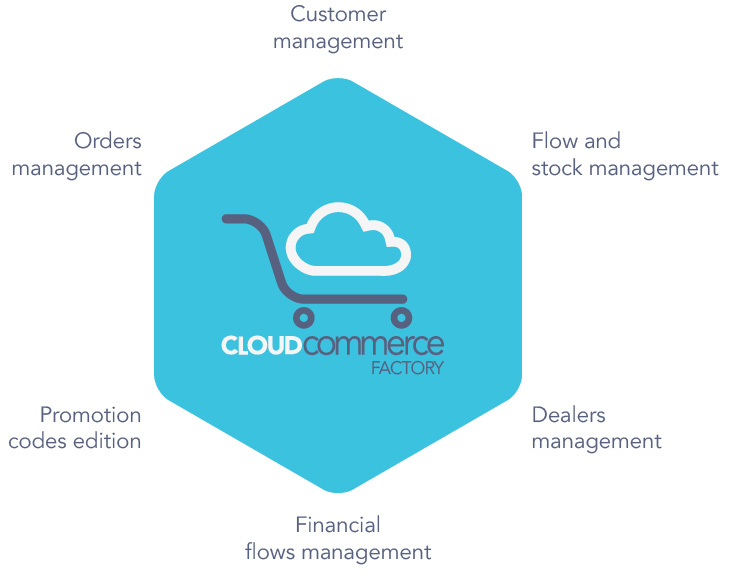 Customer
management
Orders
management
Flow and
stock management
CLOUDcommerce
FACTORY
Promotion
codes edition
Dealers
management
Financial
flows management